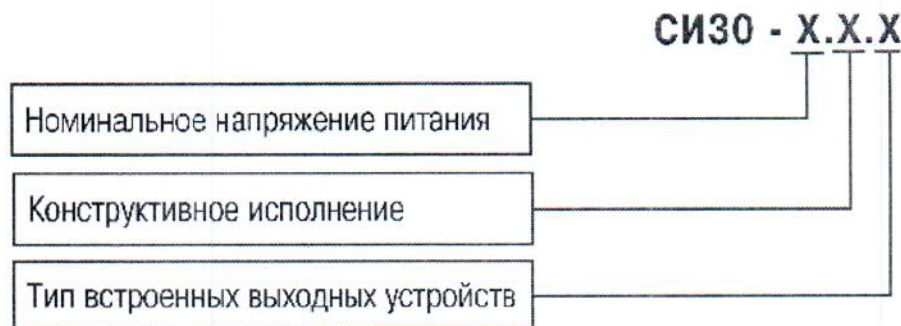 СИ30 - Х.Х.Х
Номинальное напряжение питания
Конструктивное исполнение
Тип встроенных выходных устройств